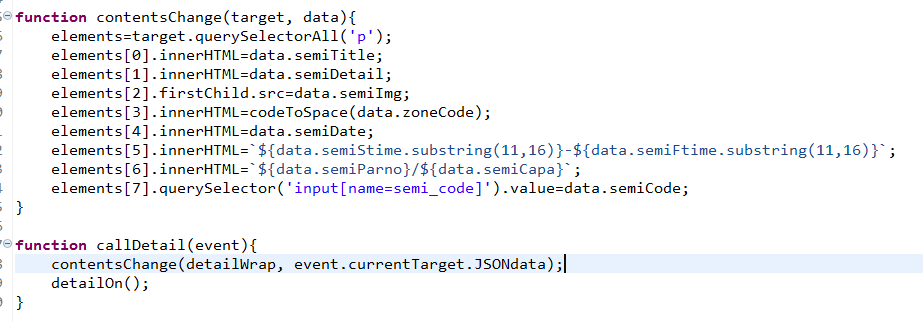 function contentsChange(target, data){
    elements=target.querySelectorAll('p');
    elements[0].innerHTML=data.semiTitle;
    elements[1].innerHTML=data.semiDetail;
    elements[2].firstChild.src=data.semiImg;
    elements[3].innerHTML=codeToSpace(data.zoneCode);
    elements[4].innerHTML=data.semiDate;
    elements[5].innerHTML=`${data.semiStime.substring(11,16)}-${data.semiFtime.substring(11,16)}`;
    elements[6].innerHTML=`${data.semiParno}/${data.semiCapa}`;
    elements[7].querySelector('input[name=semi_code]').value=data.semiCode;
}
function callDetail(event){
    contentsChange(detailWrap, event.currentTarget.JSONdata);
    detailOn();
}